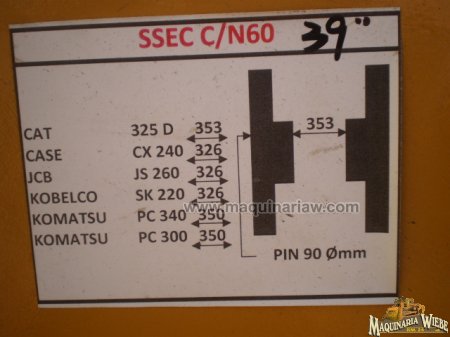 SSEC C/N60 39"
CAT 325 D 353
CASE CX 240 326
JCB JS 260 326
KOBELCO SK 220 326
KOMATSU PC 340 350
KOMATSU PC 300 350
353
PIN 90 Ømm
www.maquinariaw.com
MAQUINARIA WIEBE